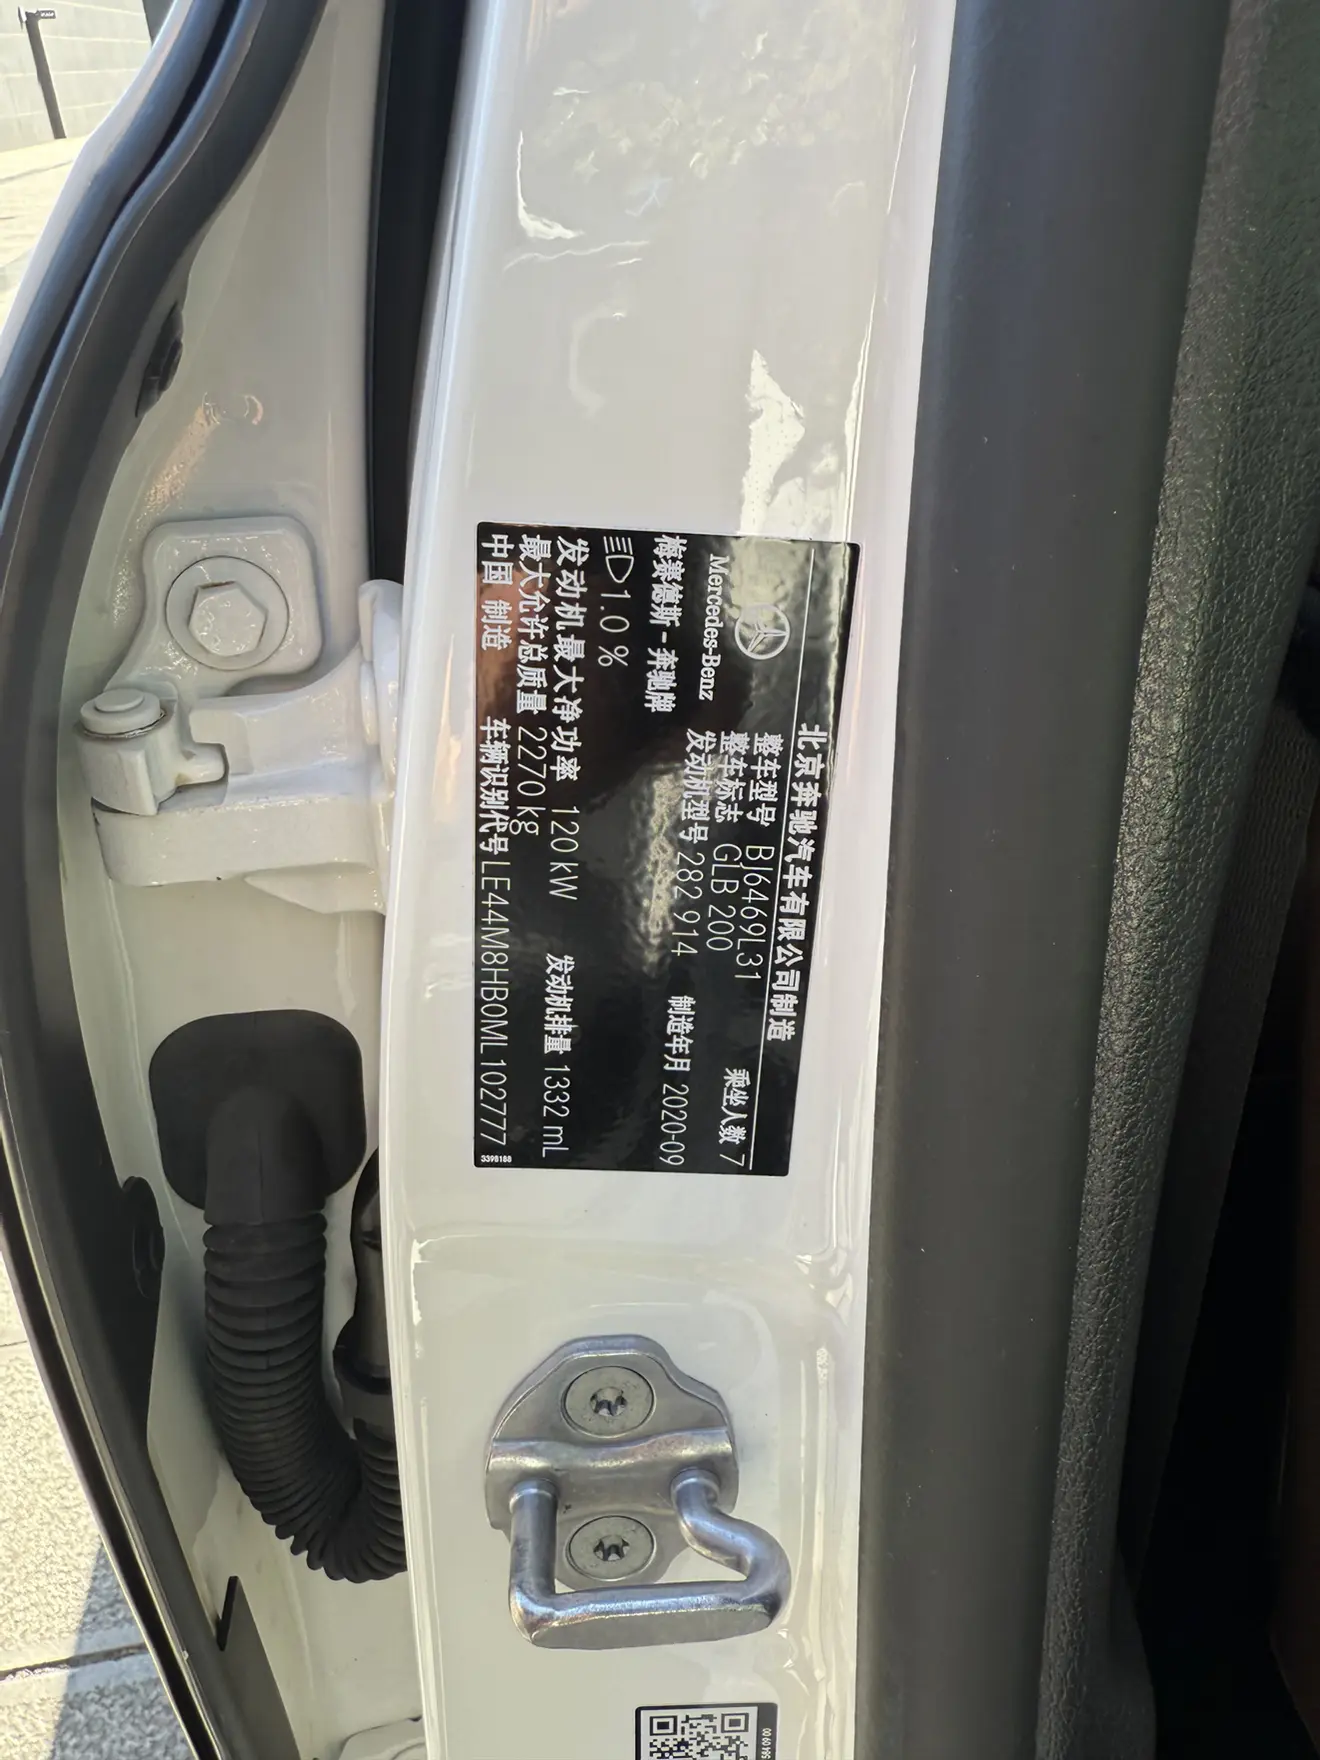 北京奔驰汽车有限公司制造
Mercedes-Benz
整车型号 BJ6469L31 乘坐人数 7
整车标志 GLB 200
梅赛德斯-奔驰牌 发动机型号 282 914 制造年月 2020-09
1.0 %
发动机最大净功率 120 kW 发动机排量 1332 mL
最大允许总质量 2270 kg
中国 制造 车辆识别代号 LE44M8HB0ML102777
3398188